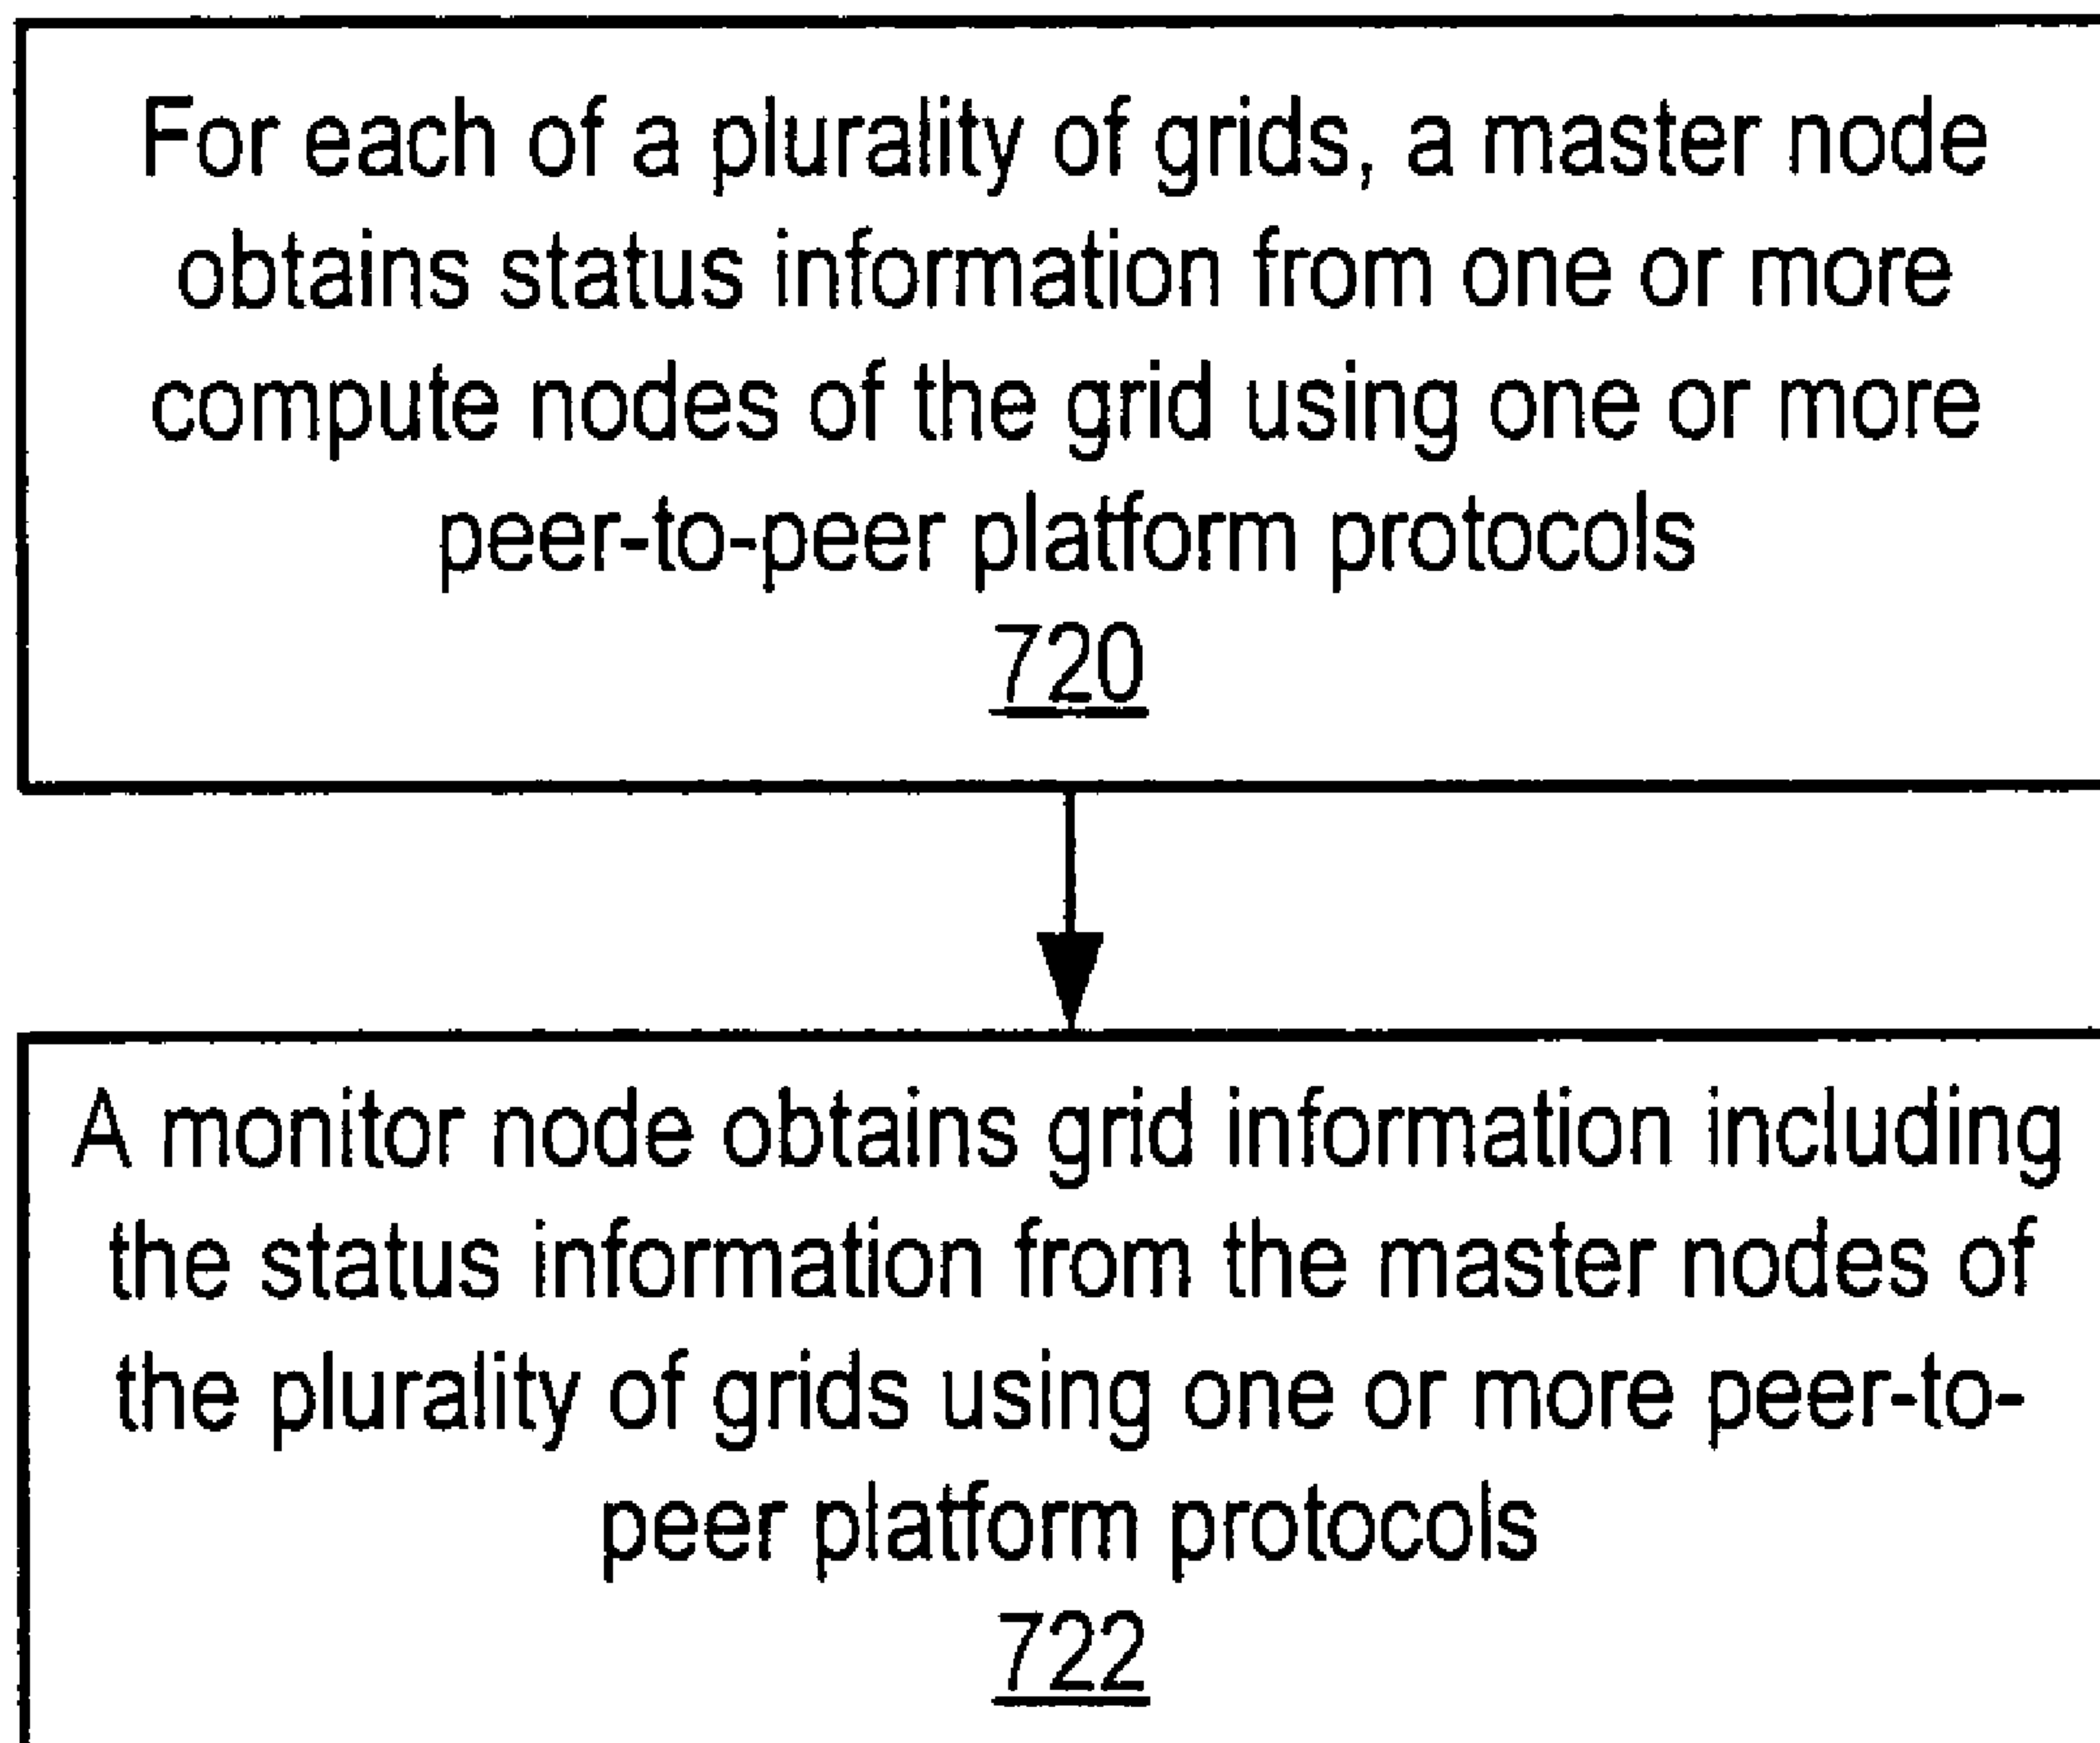 For each of a plurality of grids, a master node
obtains status information from one or more
compute nodes of the grid using one or more
peer-to-peer platform protocols
720
A monitor node obtains grid information including
the status information from the master nodes of
the plurality of grids using one or more peer-to-
peer platform protocols
722